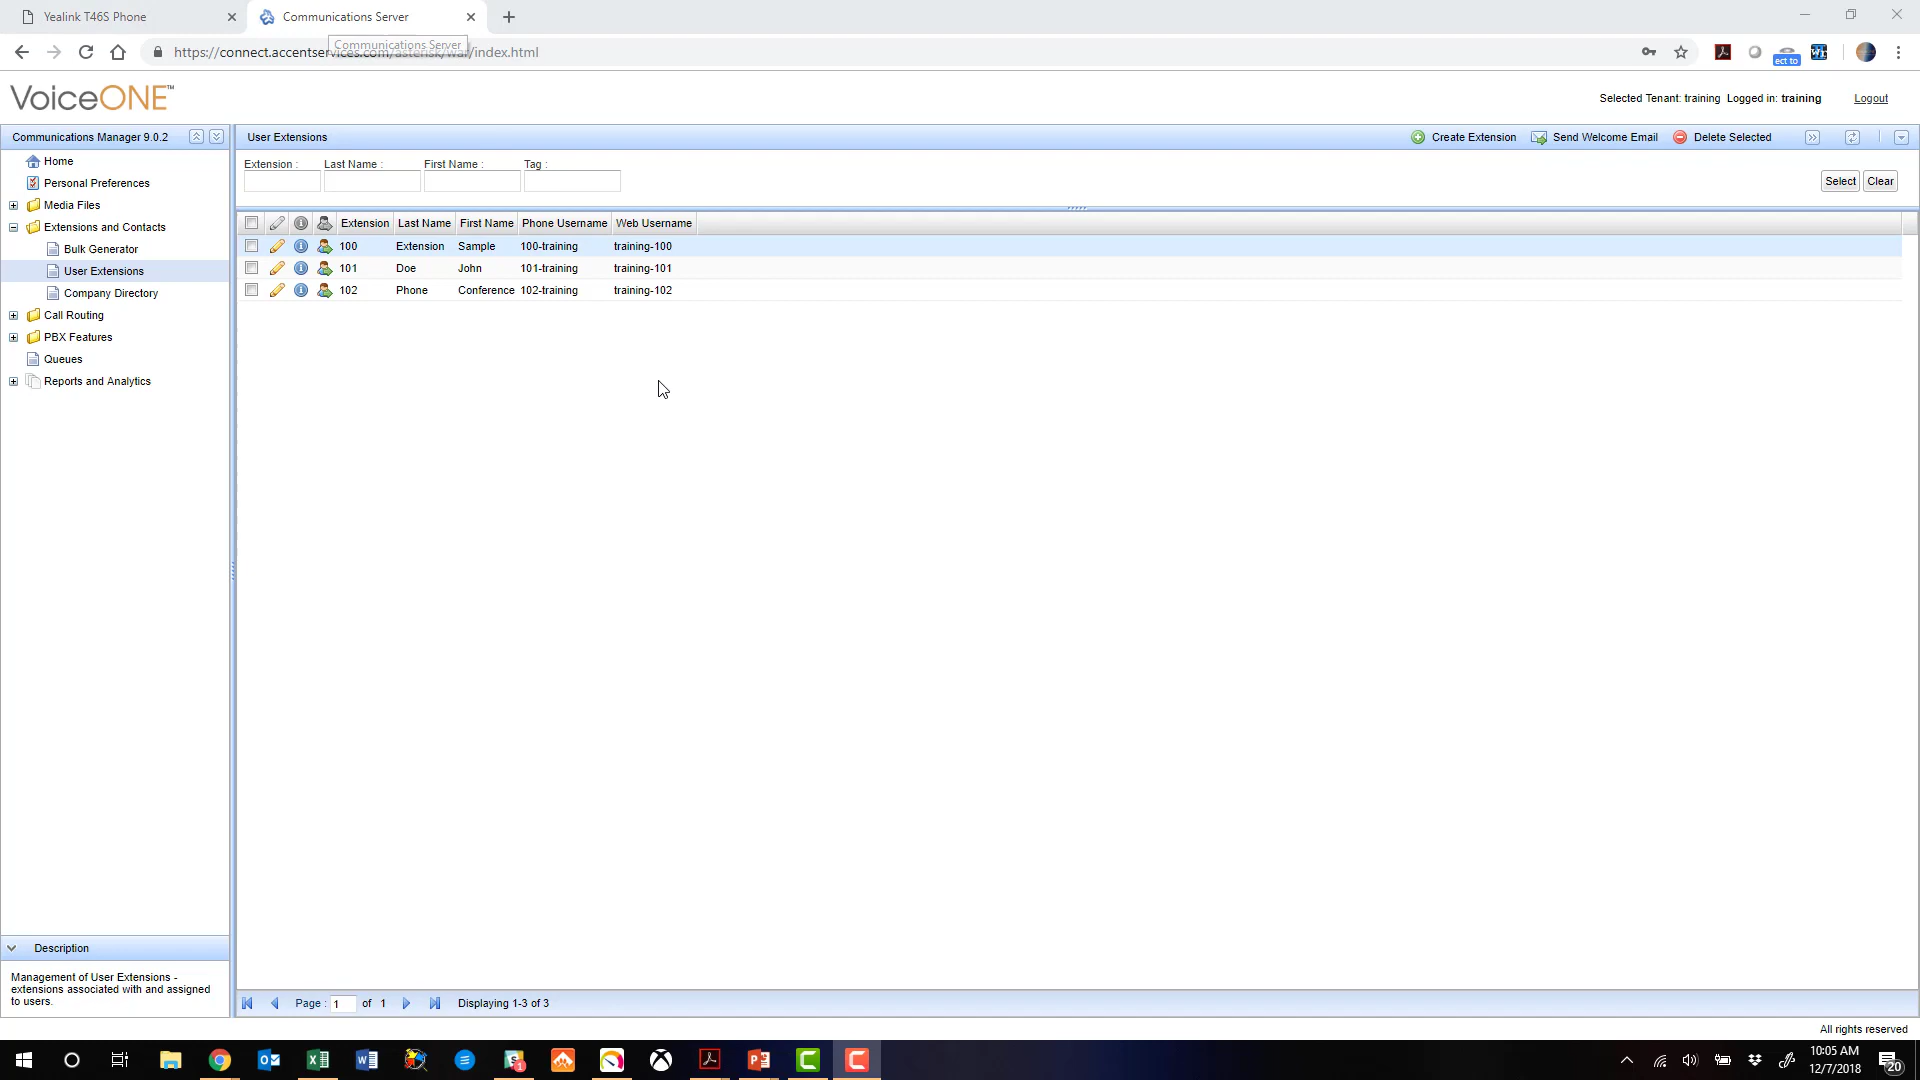 Yealink T46S Phone
Communications Server
Communications Server
https://connect.accentservices.com/asterisk/war/index.html
ect to
VoiceONE™
Selected Tenant: training Logged in: training Logout
Communications Manager 9.0.2
User Extensions
Create Extension Send Welcome Email Delete Selected
Home
Personal Preferences
Media Files
Extensions and Contacts
Bulk Generator
User Extensions
Company Directory
Call Routing
PBX Features
Queues
Reports and Analytics
Extension : Last Name : First Name : Tag :
Select Clear
Extension Last Name First Name Phone Username Web Username
100 Extension Sample 100-training training-100
101 Doe John 101-training training-101
102 Phone Conference 102-training training-102
Description
Management of User Extensions -
extensions associated with and assigned
to users.
Page : 1 of 1 Displaying 1-3 of 3
All rights reserved
10:05 AM
12/7/2018
20